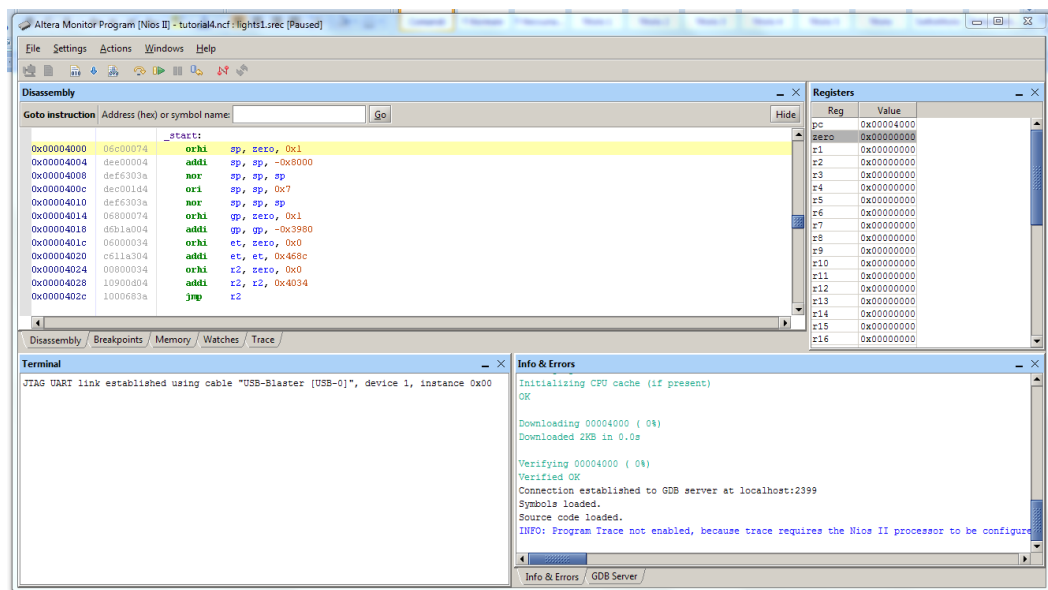 Altera Monitor Program [Nios II] - tutorial4.ncf : lights1.srec [Paused]
File Settings Actions Windows Help
Disassembly
Goto instruction Address (hex) or symbol name: Go Hide
_start:
0x00004000 06c00074 orhi sp, zero, 0x1
0x00004004 dee00004 addi sp, sp, -0x8000
0x00004008 def6303a nor sp, sp, sp
0x0000400c dec001d4 ori sp, sp, 0x7
0x00004010 def6303a nor sp, sp, sp
0x00004014 06800074 orhi gp, zero, 0x1
0x00004018 d6b1a004 addi gp, gp, -0x3980
0x0000401c 06000034 orhi et, zero, 0x0
0x00004020 c611a304 addi et, et, 0x468c
0x00004024 00800034 orhi r2, zero, 0x0
0x00004028 10900d04 addi r2, r2, 0x4034
0x0000402c 1000683a jmp r2
Disassembly Breakpoints Memory Watches Trace
Registers
Reg Value
pc 0x00004000
zero 0x00000000
r1 0x00000000
r2 0x00000000
r3 0x00000000
r4 0x00000000
r5 0x00000000
r6 0x00000000
r7 0x00000000
r8 0x00000000
r9 0x00000000
r10 0x00000000
r11 0x00000000
r12 0x00000000
r13 0x00000000
r14 0x00000000
r15 0x00000000
r16 0x00000000
Terminal
JTAG UART link established using cable "USB-Blaster [USB-0]", device 1, instance 0x00
Info & Errors
Initializing CPU cache (if present)
OK
Downloading 00004000 ( 0%)
Downloaded 2KB in 0.0s
Verifying 00004000 ( 0%)
Verified OK
Connection established to GDB server at localhost:2399
Symbols loaded.
Source code loaded.
INFO: Program Trace not enabled, because trace requires the Nios II processor to be configure
Info & Errors GDB Server